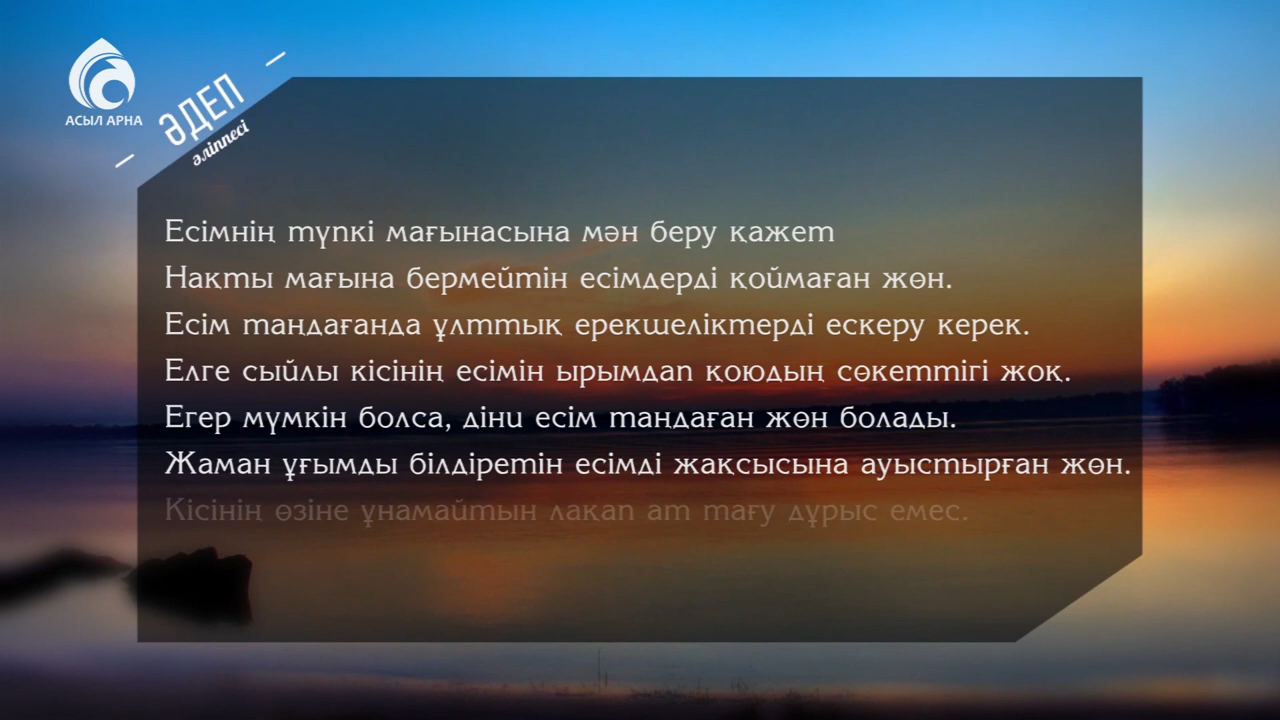 АСЫЛ АРНА
ӘДЕП
әліппесі
Есімнің түпкі мағынасына мән беру қажет
Нақты мағына бермейтін есімдерді қоймаған жөн.
Есім таңдағанда ұлттық ерекшеліктерді ескеру керек.
Елге сыйлы кісінің есімін ырымдап қоюдың сөкеттігі жоқ.
Егер мүмкін болса, діни есім таңдаған жөн болады.
Жаман ұғымды білдіретін есімді жақсысына ауыстырған жөн.
Кісінің өзіне ұнамайтын лақап ат тағу дұрыс емес.